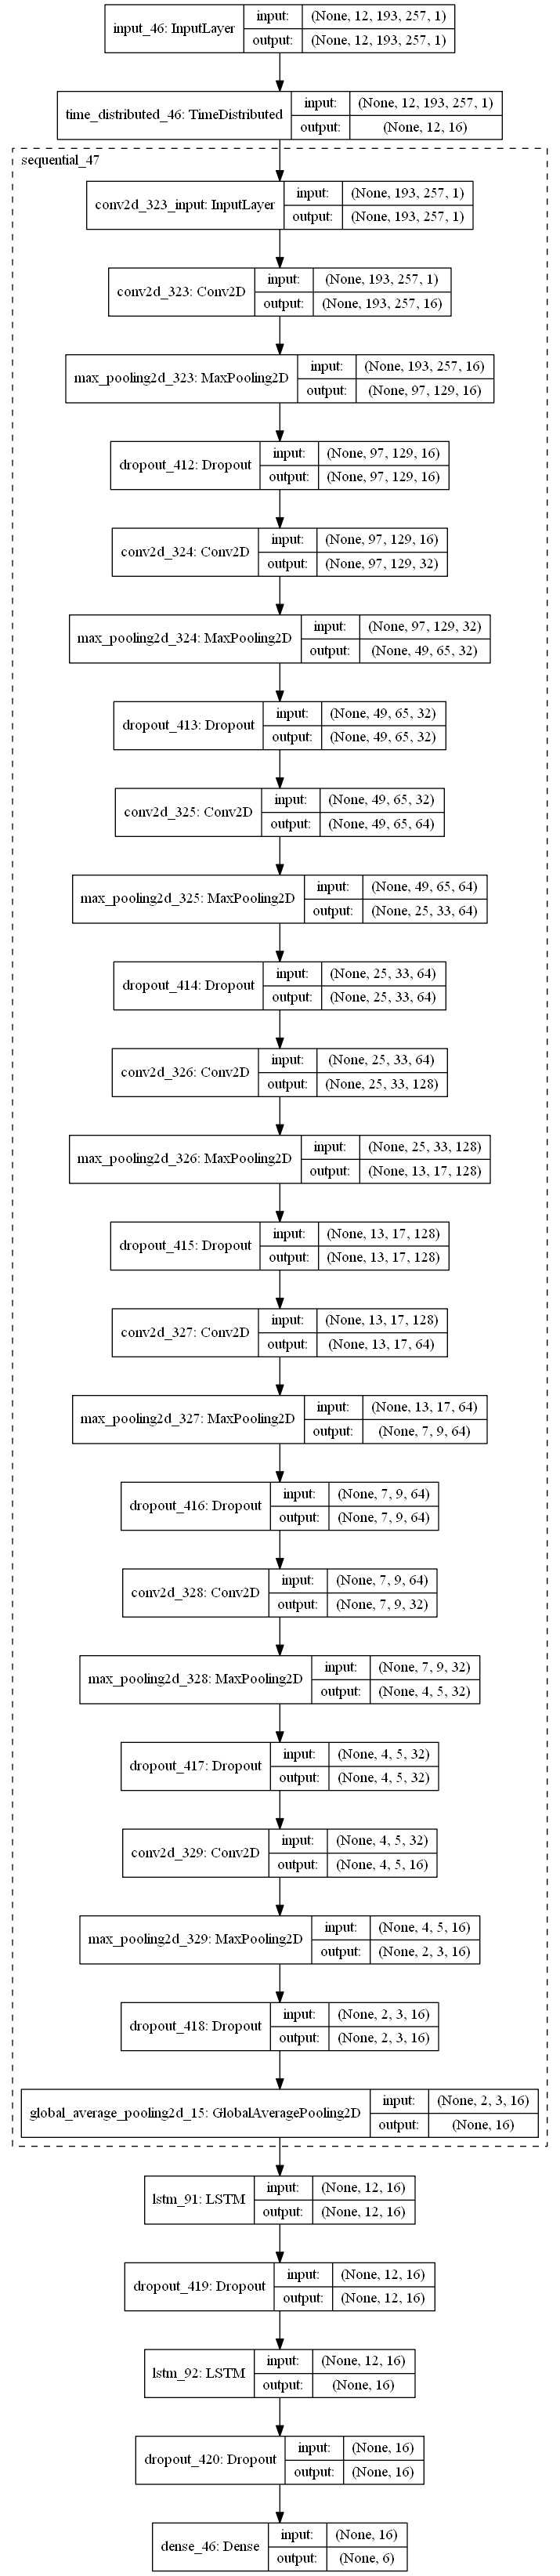 input_46: InputLayer
input: (None, 12, 193, 257, 1)
output: (None, 12, 193, 257, 1)
time_distributed_46: TimeDistributed
input: (None, 12, 193, 257, 1)
output: (None, 12, 16)
sequential_47
conv2d_323_input: InputLayer
input: (None, 193, 257, 1)
output: (None, 193, 257, 1)
conv2d_323: Conv2D
input: (None, 193, 257, 1)
output: (None, 193, 257, 16)
max_pooling2d_323: MaxPooling2D
input: (None, 193, 257, 16)
output: (None, 97, 129, 16)
dropout_412: Dropout
input: (None, 97, 129, 16)
output: (None, 97, 129, 16)
conv2d_324: Conv2D
input: (None, 97, 129, 16)
output: (None, 97, 129, 32)
max_pooling2d_324: MaxPooling2D
input: (None, 97, 129, 32)
output: (None, 49, 65, 32)
dropout_413: Dropout
input: (None, 49, 65, 32)
output: (None, 49, 65, 32)
conv2d_325: Conv2D
input: (None, 49, 65, 32)
output: (None, 49, 65, 64)
max_pooling2d_325: MaxPooling2D
input: (None, 49, 65, 64)
output: (None, 25, 33, 64)
dropout_414: Dropout
input: (None, 25, 33, 64)
output: (None, 25, 33, 64)
conv2d_326: Conv2D
input: (None, 25, 33, 64)
output: (None, 25, 33, 128)
max_pooling2d_326: MaxPooling2D
input: (None, 25, 33, 128)
output: (None, 13, 17, 128)
dropout_415: Dropout
input: (None, 13, 17, 128)
output: (None, 13, 17, 128)
conv2d_327: Conv2D
input: (None, 13, 17, 128)
output: (None, 13, 17, 64)
max_pooling2d_327: MaxPooling2D
input: (None, 13, 17, 64)
output: (None, 7, 9, 64)
dropout_416: Dropout
input: (None, 7, 9, 64)
output: (None, 7, 9, 64)
conv2d_328: Conv2D
input: (None, 7, 9, 64)
output: (None, 7, 9, 32)
max_pooling2d_328: MaxPooling2D
input: (None, 7, 9, 32)
output: (None, 4, 5, 32)
dropout_417: Dropout
input: (None, 4, 5, 32)
output: (None, 4, 5, 32)
conv2d_329: Conv2D
input: (None, 4, 5, 32)
output: (None, 4, 5, 16)
max_pooling2d_329: MaxPooling2D
input: (None, 4, 5, 16)
output: (None, 2, 3, 16)
dropout_418: Dropout
input: (None, 2, 3, 16)
output: (None, 2, 3, 16)
global_average_pooling2d_15: GlobalAveragePooling2D
input: (None, 2, 3, 16)
output: (None, 16)
lstm_91: LSTM
input: (None, 12, 16)
output: (None, 12, 16)
dropout_419: Dropout
input: (None, 12, 16)
output: (None, 12, 16)
lstm_92: LSTM
input: (None, 12, 16)
output: (None, 16)
dropout_420: Dropout
input: (None, 16)
output: (None, 16)
dense_46: Dense
input: (None, 16)
output: (None, 6)